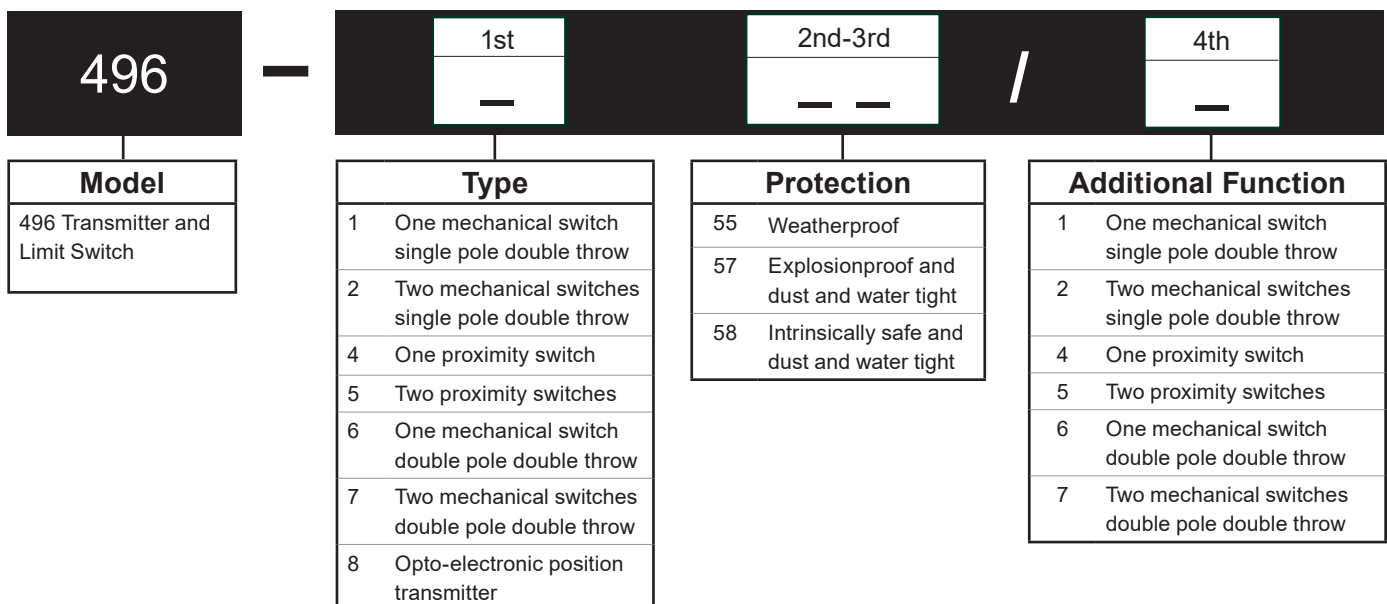 496
–
1st
_
2nd-3rd
_ _
/
4th
_
Model
496 Transmitter and
Limit Switch
Type
1 One mechanical switch
single pole double throw
2 Two mechanical switches
single pole double throw
4 One proximity switch
5 Two proximity switches
6 One mechanical switch
double pole double throw
7 Two mechanical switches
double pole double throw
8 Opto-electronic position
transmitter
Protection
55 Weatherproof
57 Explosionproof and
dust and water tight
58 Intrinsically safe and
dust and water tight
Additional Function
1 One mechanical switch
single pole double throw
2 Two mechanical switches
single pole double throw
4 One proximity switch
5 Two proximity switches
6 One mechanical switch
double pole double throw
7 Two mechanical switches
double pole double throw